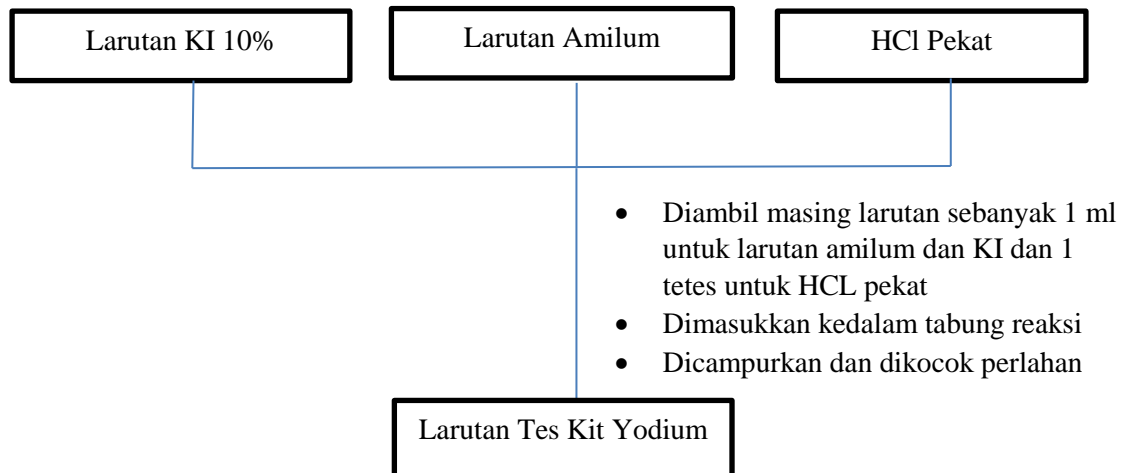 Larutan KI 10%
Larutan Amilum
HCl Pekat
• Diambil masing larutan sebanyak 1 ml
untuk larutan amilum dan KI dan 1
tetes untuk HCL pekat
• Dimasukkan kedalam tabung reaksi
• Dicampurkan dan dikocok perlahan
Larutan Tes Kit Yodium